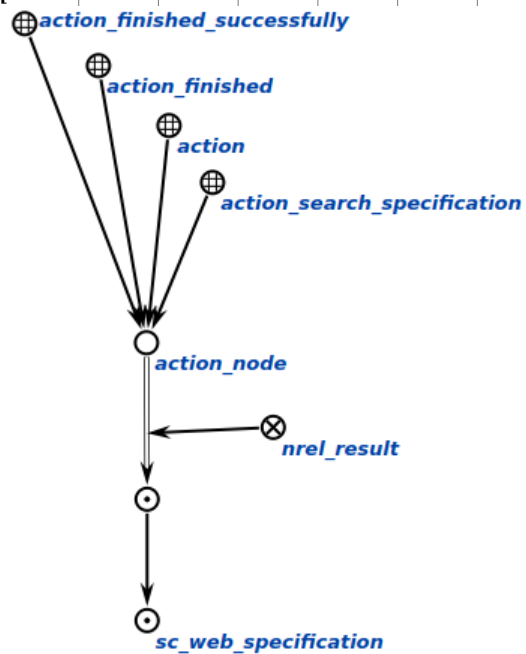 action_finished_successfully
action_finished
action
action_search_specification
action_node
nrel_result
sc_web_specification